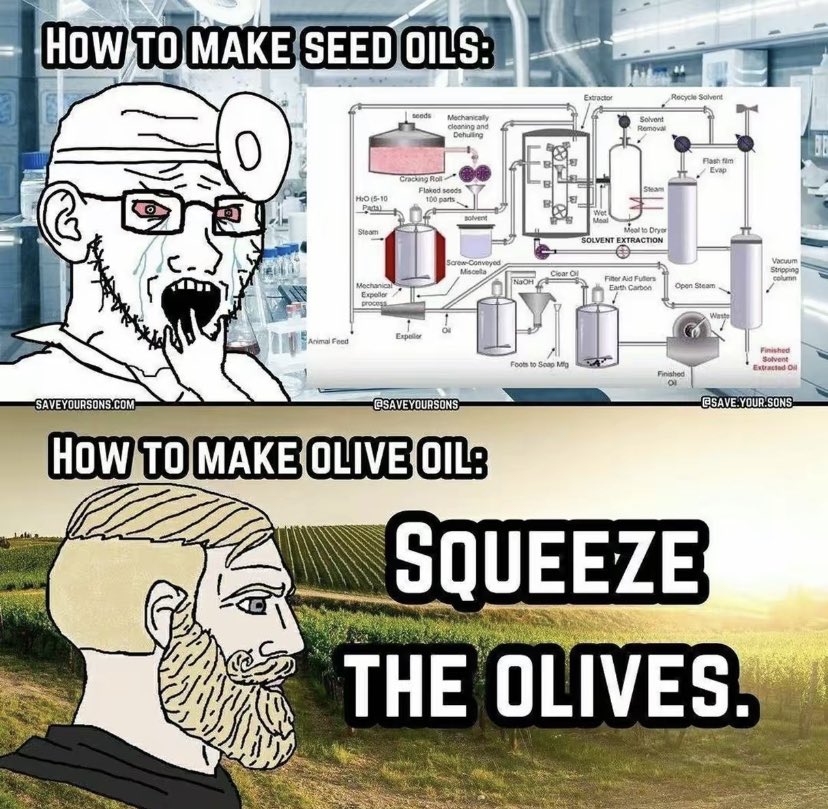 HOW TO MAKE SEED OILS:
Extractor
Recycle Solvent
seeds
Mechanically
cleaning and
Dehulling
Solvent
Removal
Flash film
Evap
Cracking Roll
Flaked seeds
100 parts
H₂O (5-10
Parts)
solvent
Steam
Steam
Wet
Meal
Meal to Dryer
SOLVENT EXTRACTION
Screw-Conveyed
Miscella
Clear Oil
NaOH
Filter Aid Fullers
Earth Carbon
Open Steam
Vacuum
Stripping
column
Mechanical
Expeller
process
Waste
Animal Feed
Expeller
Oil
Foots to Soap Mfg
Finished
Oil
Finished
Solvent
Extracted Oil
SAVEYOURSONS.COM
@SAVEYOURSONS
@SAVE.YOUR.SONS
HOW TO MAKE OLIVE OIL:
SQUEEZE
THE OLIVES.